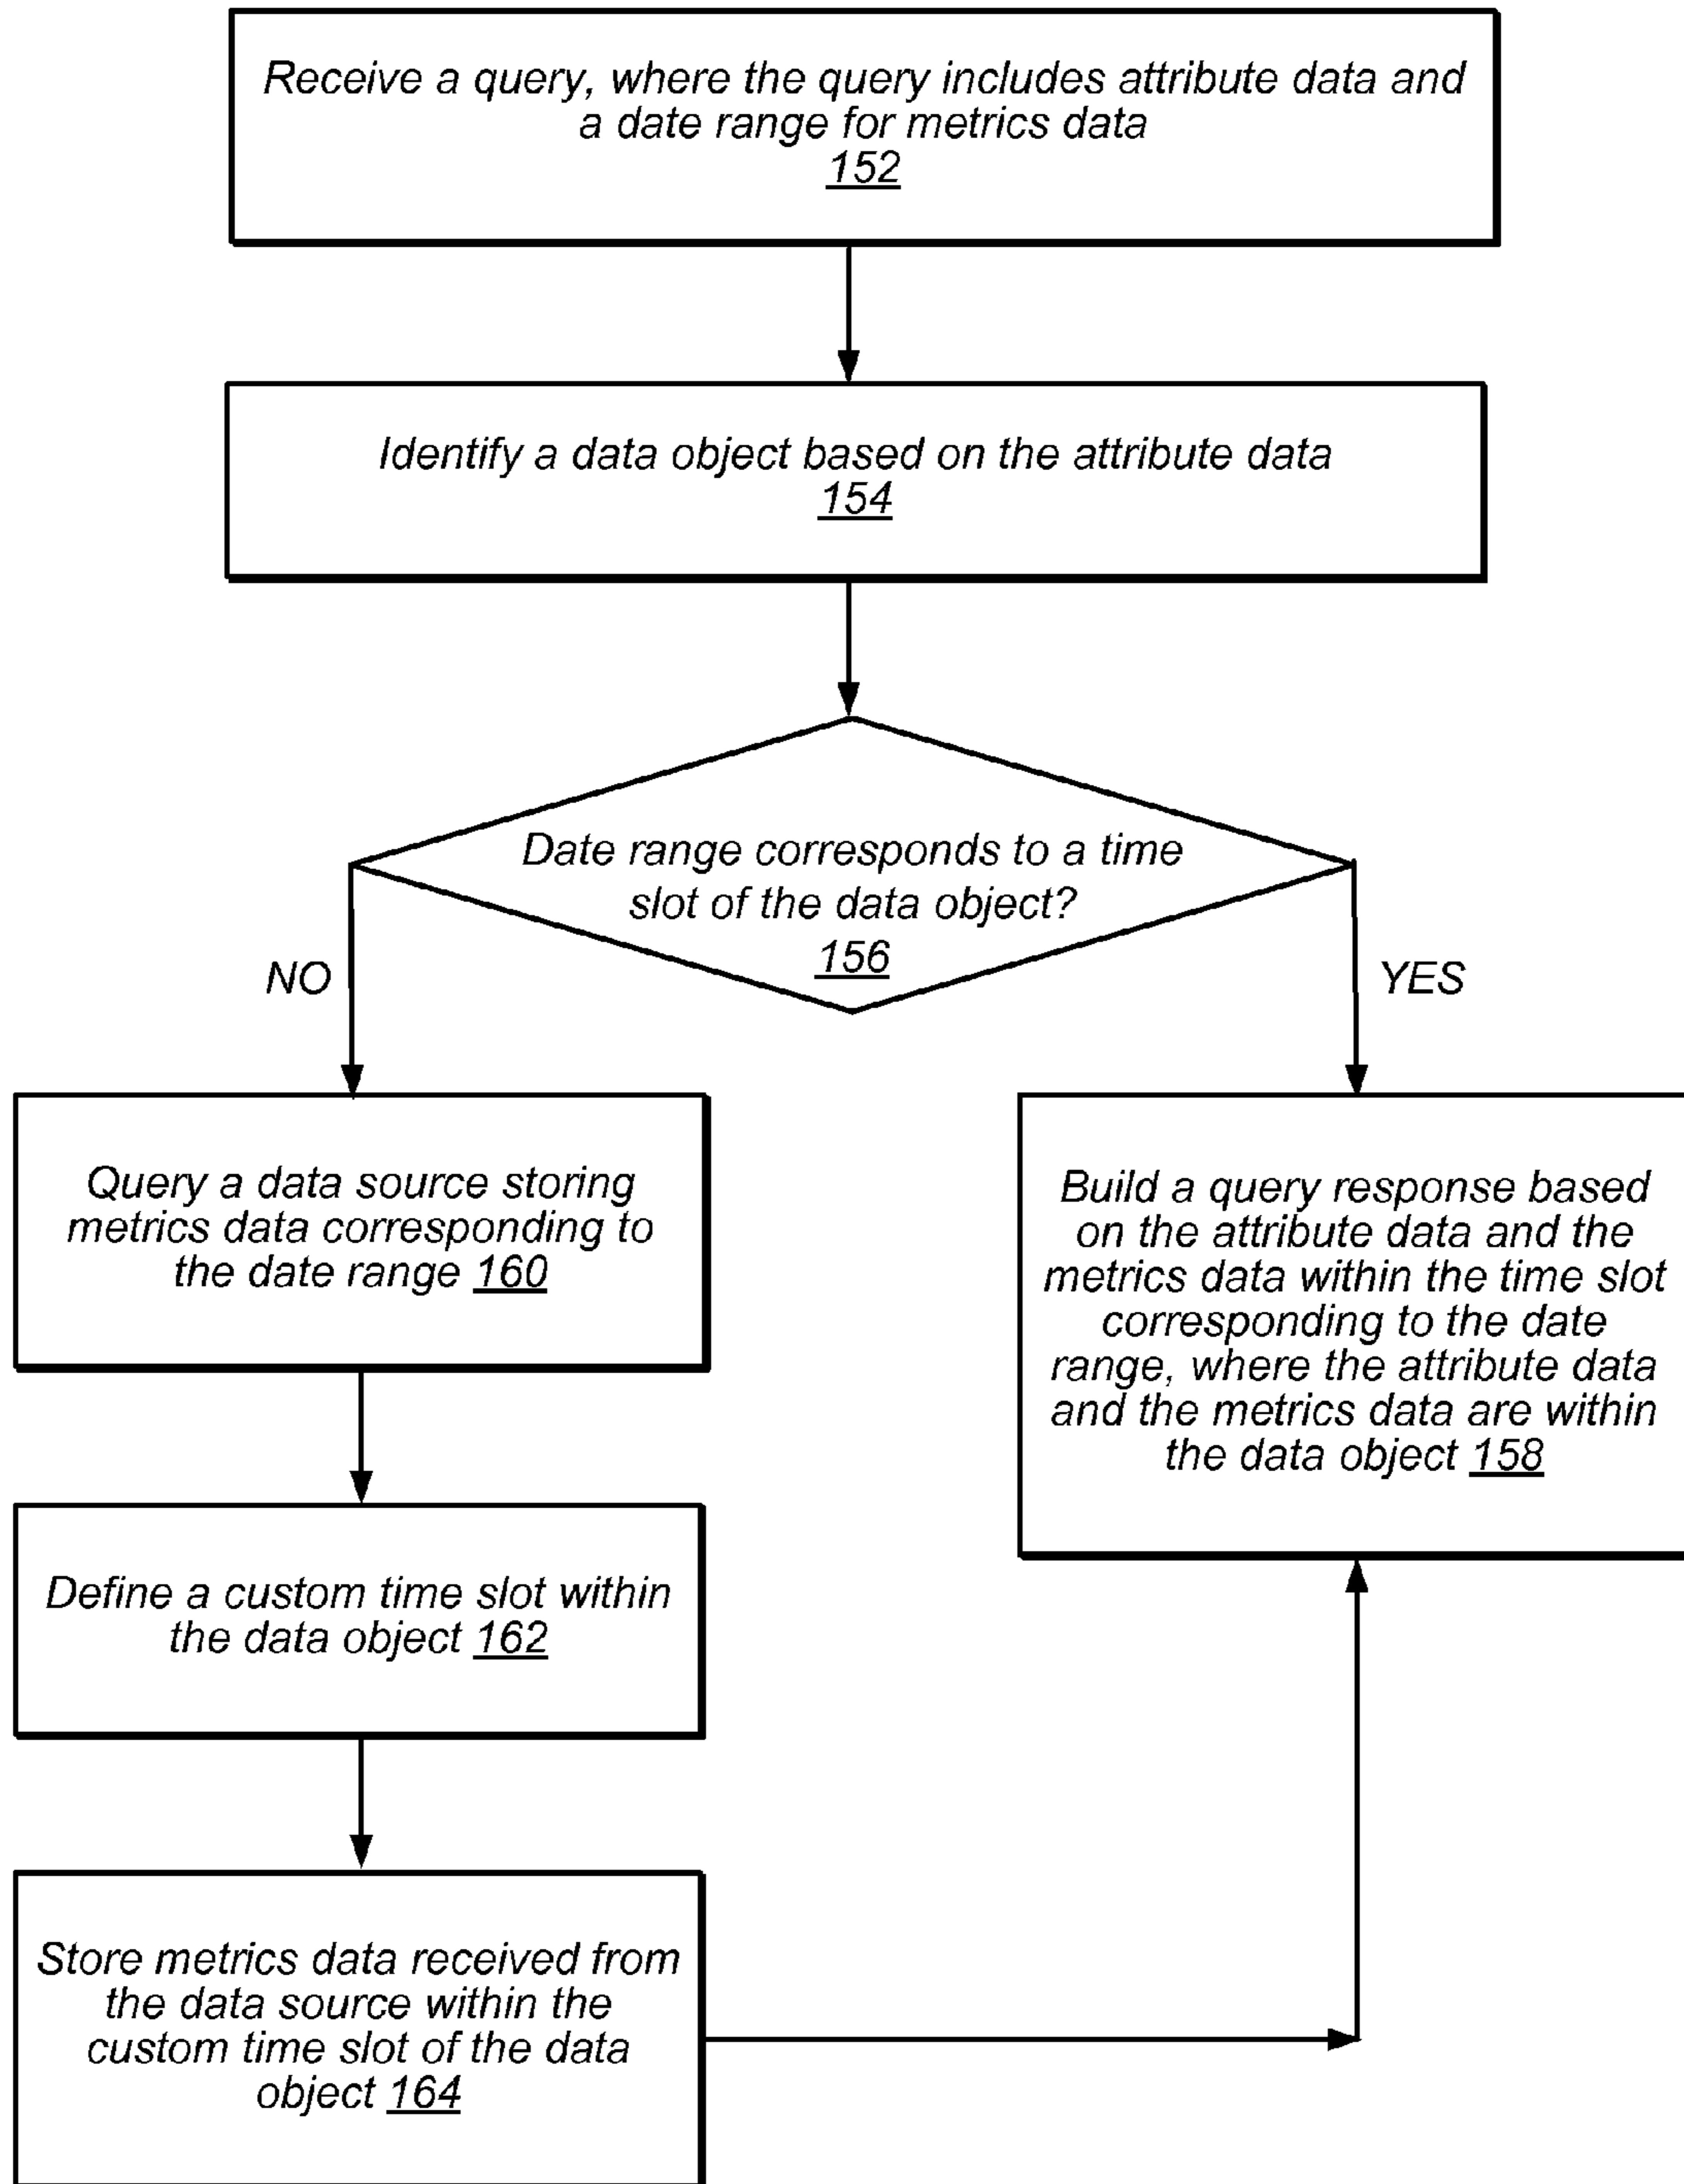 Receive a query, where the query includes attribute data and
a date range for metrics data
152
Identify a data object based on the attribute data
154
Date range corresponds to a time
slot of the data object?
156
NO
YES
Query a data source storing
metrics data corresponding to
the date range 160
Build a query response based
on the attribute data and the
metrics data within the time slot
corresponding to the date
range, where the attribute data
and the metrics data are within
the data object 158
Define a custom time slot within
the data object 162
Store metrics data received from
the data source within the
custom time slot of the data
object 164